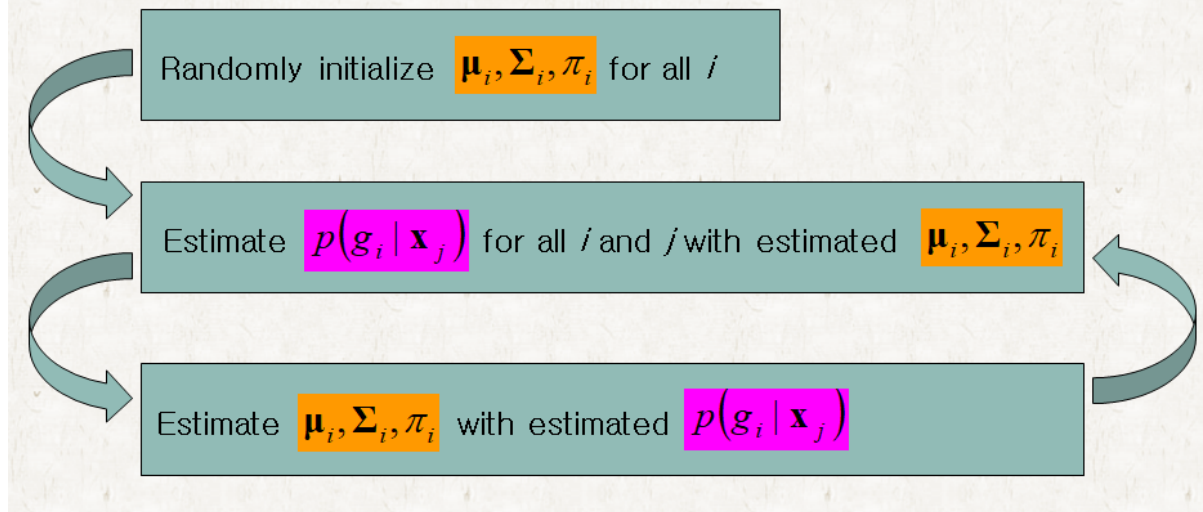 Randomly initialize μᵢ, Σᵢ, πᵢ for all i
Estimate p(gᵢ | xⱼ) for all i and j with estimated μᵢ, Σᵢ, πᵢ
Estimate μᵢ, Σᵢ, πᵢ with estimated p(gᵢ | xⱼ)